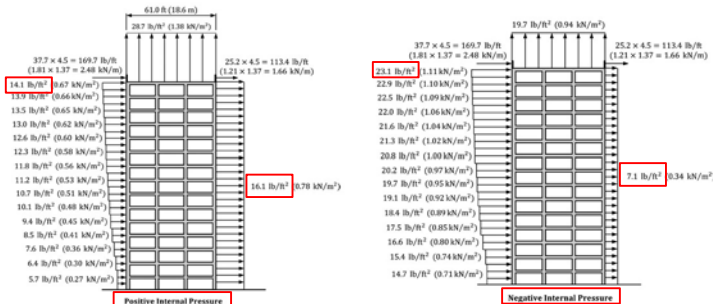 61.0 ft (18.6 m)
28.7 lb/ft² (1.38 kN/m²)
37.7 × 4.5 = 169.7 lb/ft
(1.81 × 1.37 = 2.48 kN/m)
25.2 × 4.5 = 113.4 lb/ft
(1.21 × 1.37 = 1.66 kN/m)
14.1 lb/ft² (0.67 kN/m²)
13.9 lb/ft² (0.66 kN/m²)
13.5 lb/ft² (0.65 kN/m²)
13.0 lb/ft² (0.62 kN/m²)
12.6 lb/ft² (0.60 kN/m²)
12.3 lb/ft² (0.58 kN/m²)
11.8 lb/ft² (0.56 kN/m²)
11.2 lb/ft² (0.53 kN/m²)
10.7 lb/ft² (0.51 kN/m²)
10.1 lb/ft² (0.48 kN/m²)
9.4 lb/ft² (0.45 kN/m²)
8.5 lb/ft² (0.41 kN/m²)
7.6 lb/ft² (0.36 kN/m²)
6.4 lb/ft² (0.30 kN/m²)
5.7 lb/ft² (0.27 kN/m²)
16.1 lb/ft² (0.78 kN/m²)
Positive Internal Pressure
19.7 lb/ft² (0.94 kN/m²)
37.7 × 4.5 = 169.7 lb/ft
(1.81 × 1.37 = 2.48 kN/m)
25.2 × 4.5 = 113.4 lb/ft
(1.21 × 1.37 = 1.66 kN/m)
23.1 lb/ft² (1.11 kN/m²)
22.9 lb/ft² (1.10 kN/m²)
22.5 lb/ft² (1.09 kN/m²)
22.0 lb/ft² (1.06 kN/m²)
21.6 lb/ft² (1.04 kN/m²)
21.3 lb/ft² (1.02 kN/m²)
20.8 lb/ft² (1.00 kN/m²)
20.2 lb/ft² (0.97 kN/m²)
19.7 lb/ft² (0.95 kN/m²)
19.1 lb/ft² (0.92 kN/m²)
18.4 lb/ft² (0.89 kN/m²)
17.5 lb/ft² (0.85 kN/m²)
16.6 lb/ft² (0.80 kN/m²)
15.4 lb/ft² (0.74 kN/m²)
14.7 lb/ft² (0.71 kN/m²)
7.1 lb/ft² (0.34 kN/m²)
Negative Internal Pressure